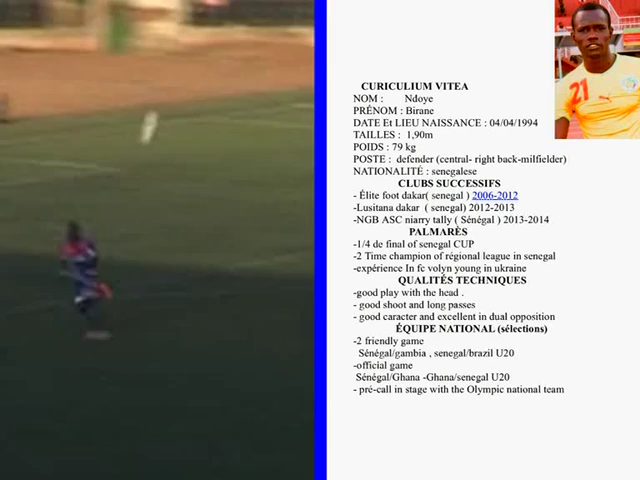 21
CURICULIUM VITEA
NOM : Ndoye
PRÉNOM : Birane
DATE Et LIEU NAISSANCE : 04/04/1994
TAILLES : 1,90m
POIDS : 79 kg
POSTE : defender (central- right back-milfielder)
NATIONALITÉ : senegalese
CLUBS SUCCESSIFS
- Élite foot dakar( senegal ) 2006-2012
-Lusitana dakar ( senegal) 2012-2013
-NGB ASC niarry tally ( Sénégal ) 2013-2014
PALMARÈS
-1/4 de final of senegal CUP
-2 Time champion of régional league in senegal
-expérience In fc volyn young in ukraine
QUALITÉS TECHNIQUES
-good play with the head .
- good shoot and long passes
- good caracter and excellent in dual opposition
ÉQUIPE NATIONAL (sélections)
-2 friendly game
Sénégal/gambia , senegal/brazil U20
-official game
Sénégal/Ghana -Ghana/senegal U20
- pré-call in stage with the Olympic national team